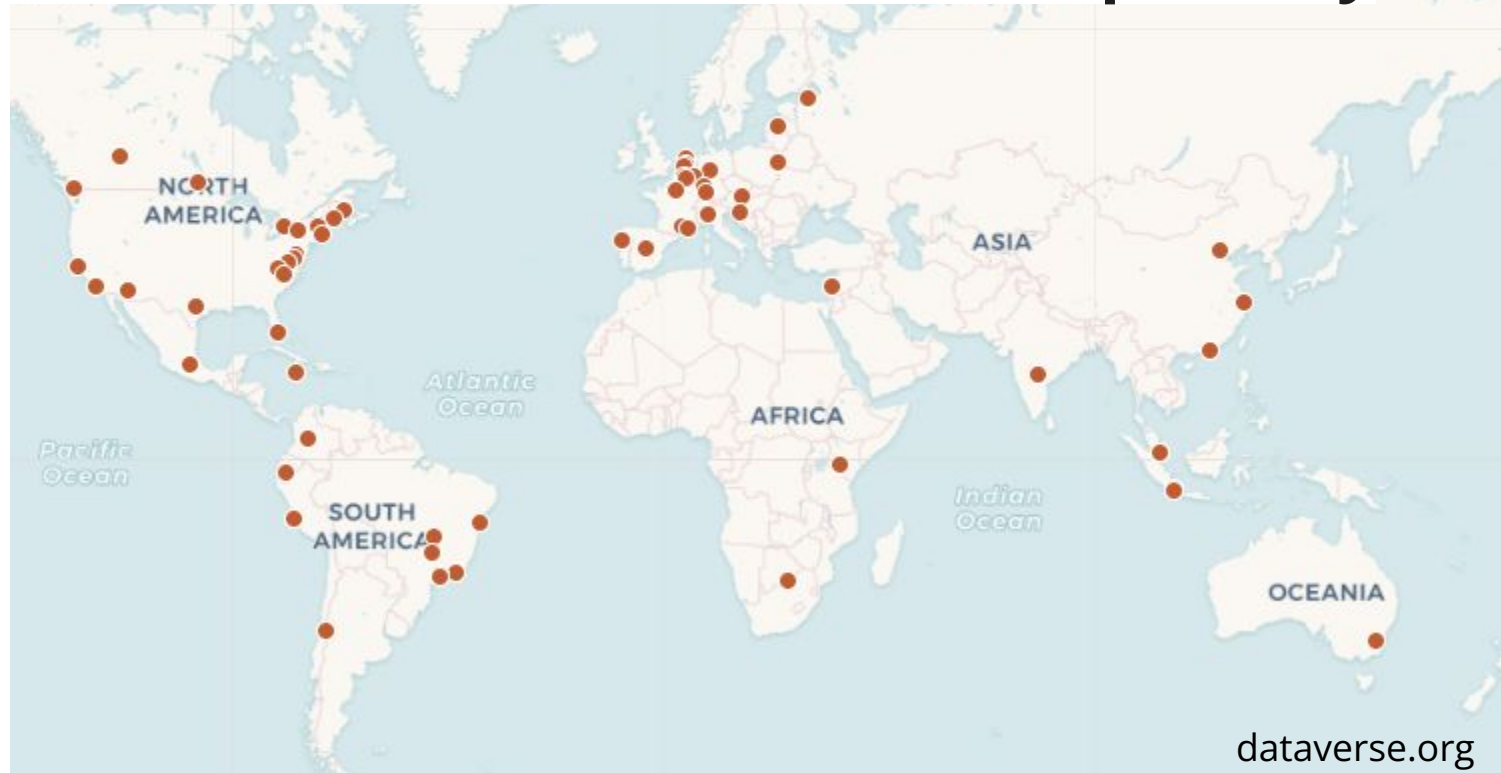 NORTH
AMERICA
ASIA
Atlantic
Ocean
AFRICA
Pacific
Ocean
SOUTH
AMERICA
Indian
Ocean
OCEANIA
dataverse.org